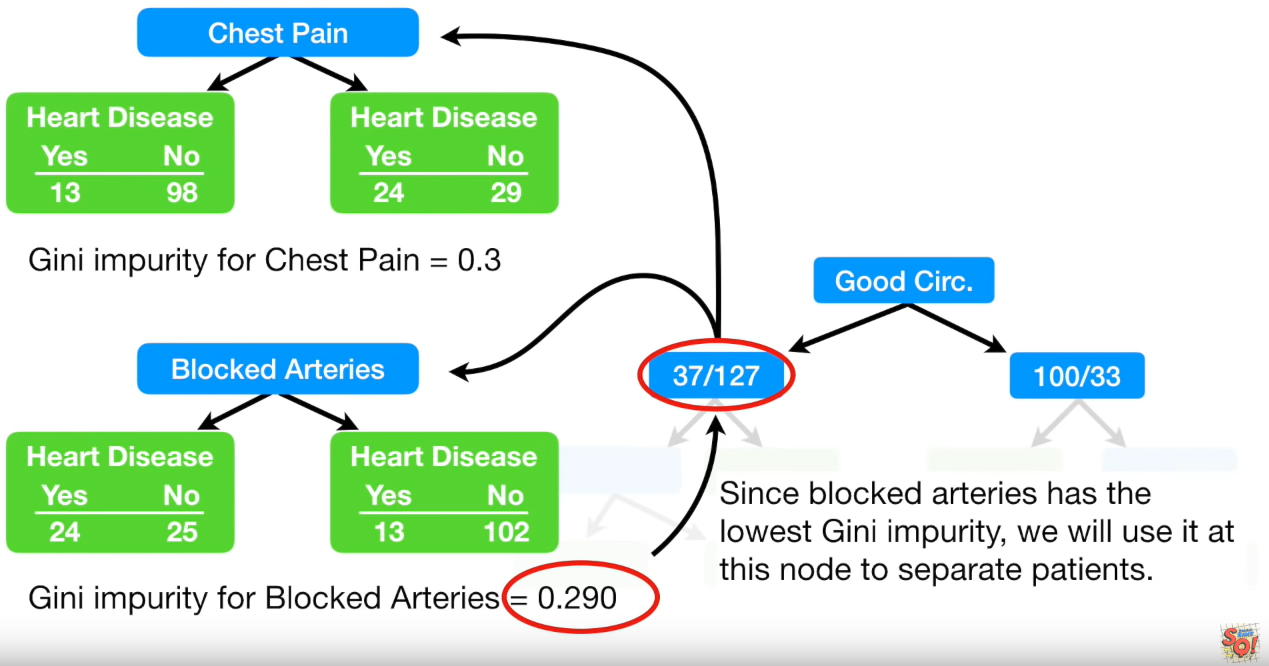 Chest Pain
Heart Disease
Yes No
13 98
Heart Disease
Yes No
24 29
Gini impurity for Chest Pain = 0.3
Good Circ.
37/127
100/33
Blocked Arteries
Heart Disease
Yes No
24 25
Heart Disease
Yes No
13 102
Gini impurity for Blocked Arteries = 0.290
Since blocked arteries has the
lowest Gini impurity, we will use it at
this node to separate patients.